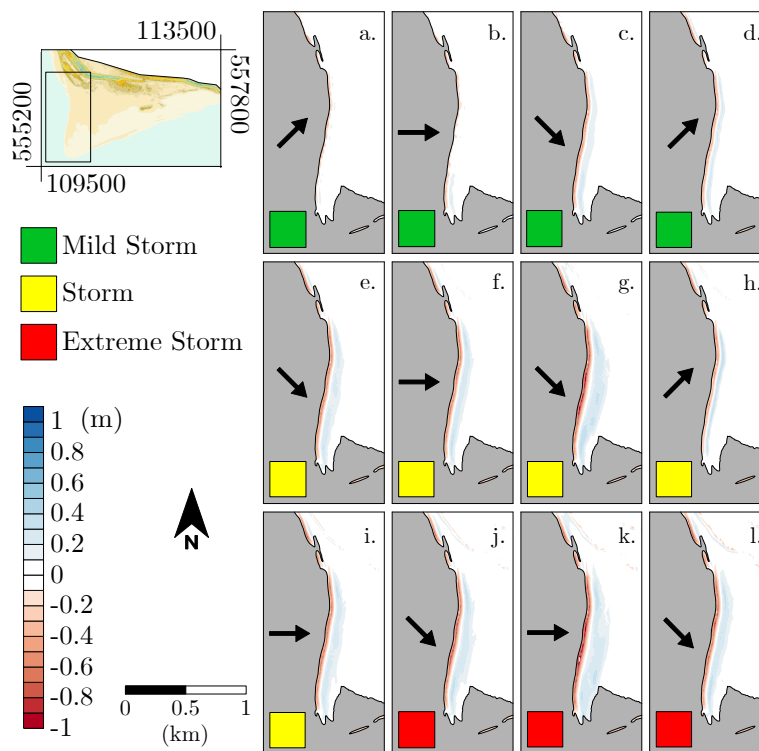 113500
555200
557800
109500
Mild Storm
Storm
Extreme Storm
1 (m)
0.8
0.6
0.4
0.2
0
-0.2
-0.4
-0.6
-0.8
-1
N
0 0.5 1
(km)
a. b. c. d.
e. f. g. h.
i. j. k. l.